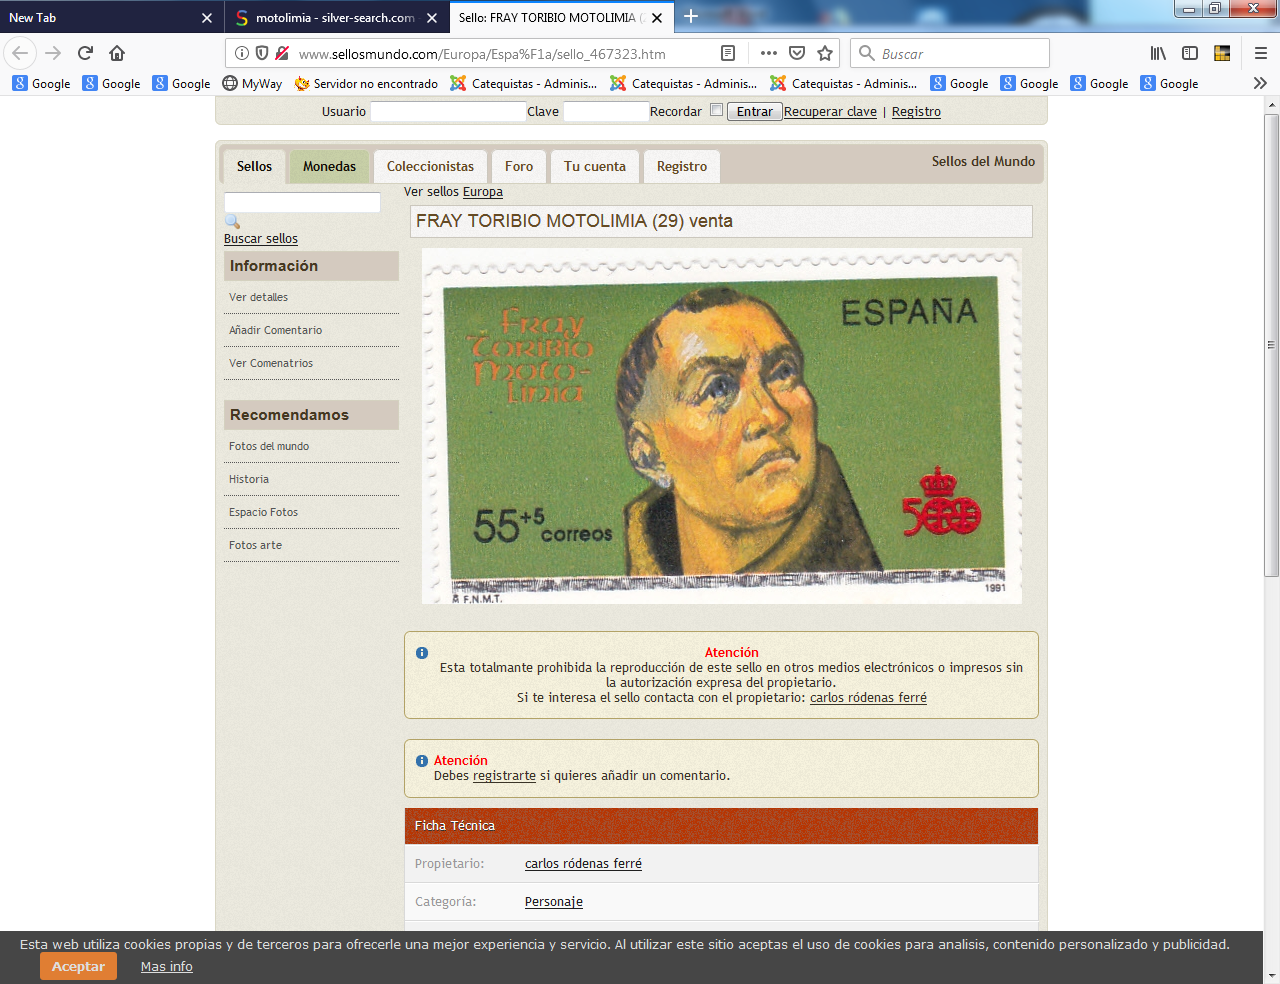 New Tab
motolimia - silver-search.com
Sello: FRAY TORIBIO MOTOLIMIA (
www.sellosmundo.com/Europa/Espa%F1a/sello_467323.htm
Buscar
Google
Google
Google
MyWay
Servidor no encontrado
Catequistas - Adminis...
Catequistas - Adminis...
Catequistas - Adminis...
Google
Google
Google
Google
Usuario Clave Recordar Entrar Recuperar clave | Registro
Sellos Monedas Coleccionistas Foro Tu cuenta Registro Sellos del Mundo
Buscar sellos
Información
Ver detalles
Añadir Comentario
Ver Comenatrios
Recomendamos
Fotos del mundo
Historia
Espacio Fotos
Fotos arte
Ver sellos Europa
FRAY TORIBIO MOTOLIMIA (29) venta
Fray
Toribio
Moto-
linia
ESPAÑA
55+5 correos
500
F.N.M.T.
1991
Atención
Esta totalmante prohibida la reproducción de este sello en otros medios electrónicos o impresos sin
la autorización expresa del propietario.
Si te interesa el sello contacta con el propietario: carlos ródenas ferré
Atención
Debes registrarte si quieres añadir un comentario.
Ficha Técnica
Propietario: carlos ródenas ferré
Categoría: Personaje
Esta web utiliza cookies propias y de terceros para ofrecerle una mejor experiencia y servicio. Al utilizar este sitio aceptas el uso de cookies para analisis, contenido personalizado y publicidad.
Aceptar Mas info